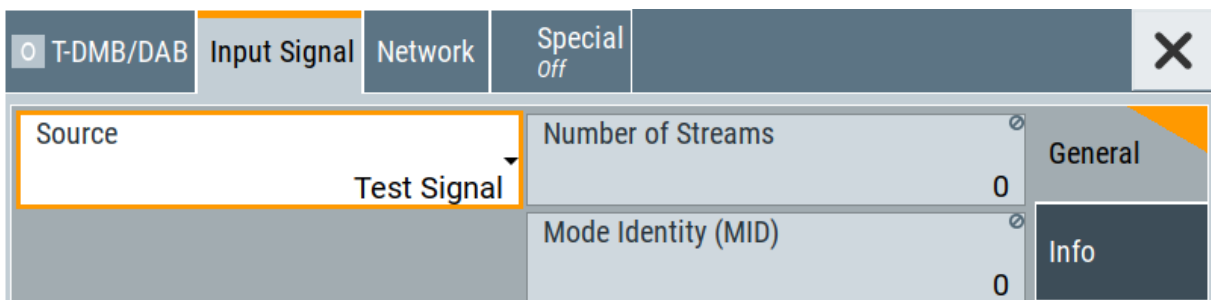 O T-DMB/DAB Input Signal Network Special
Off
Source
Test Signal
Number of Streams
0
Mode Identity (MID)
0
General
Info